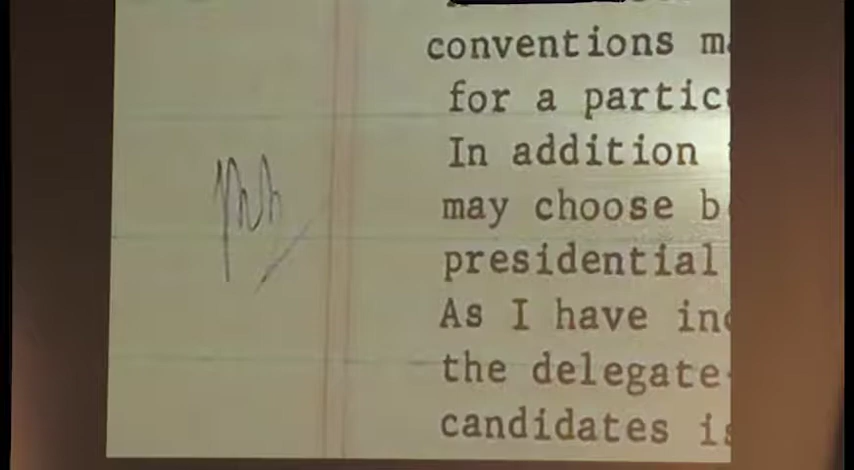 conventions
for a
In addition
may choose
presidential
As I have
the delegate
candidates